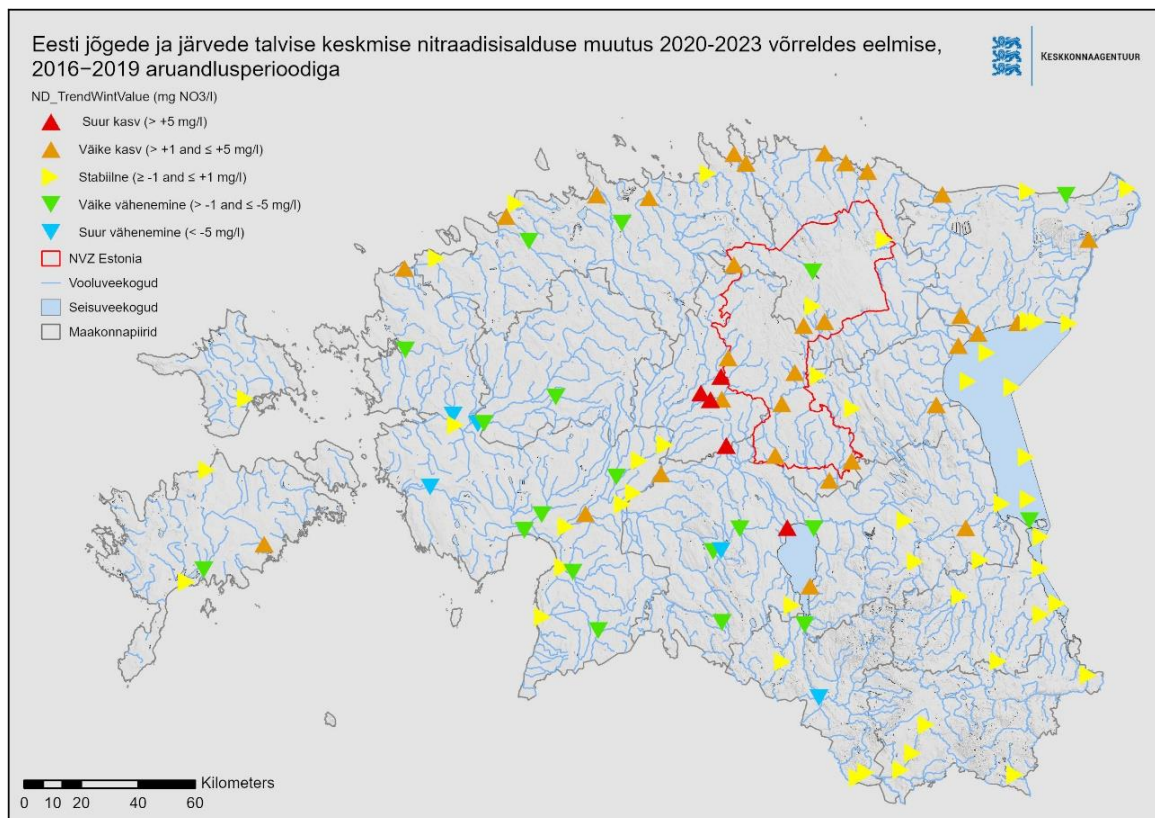 Eesti jõgede ja järvede talvise keskmise nitraadisisalduse muutus 2020-2023 võrreldes eelmise,
2016−2019 aruandlusperioodiga
KESKKONNAAGENTUUR
ND_TrendWintValue (mg NO3/l)
Suur kasv (> +5 mg/l)
Väike kasv (> +1 and ≤ +5 mg/l)
Stabiilne (≥ -1 and ≤ +1 mg/l)
Väike vähenemine (> -1 and ≤ -5 mg/l)
Suur vähenemine (< -5 mg/l)
NVZ Estonia
Vooluveekogud
Seisuveekogud
Maakonnapiirid
Kilometers
0 10 20 40 60